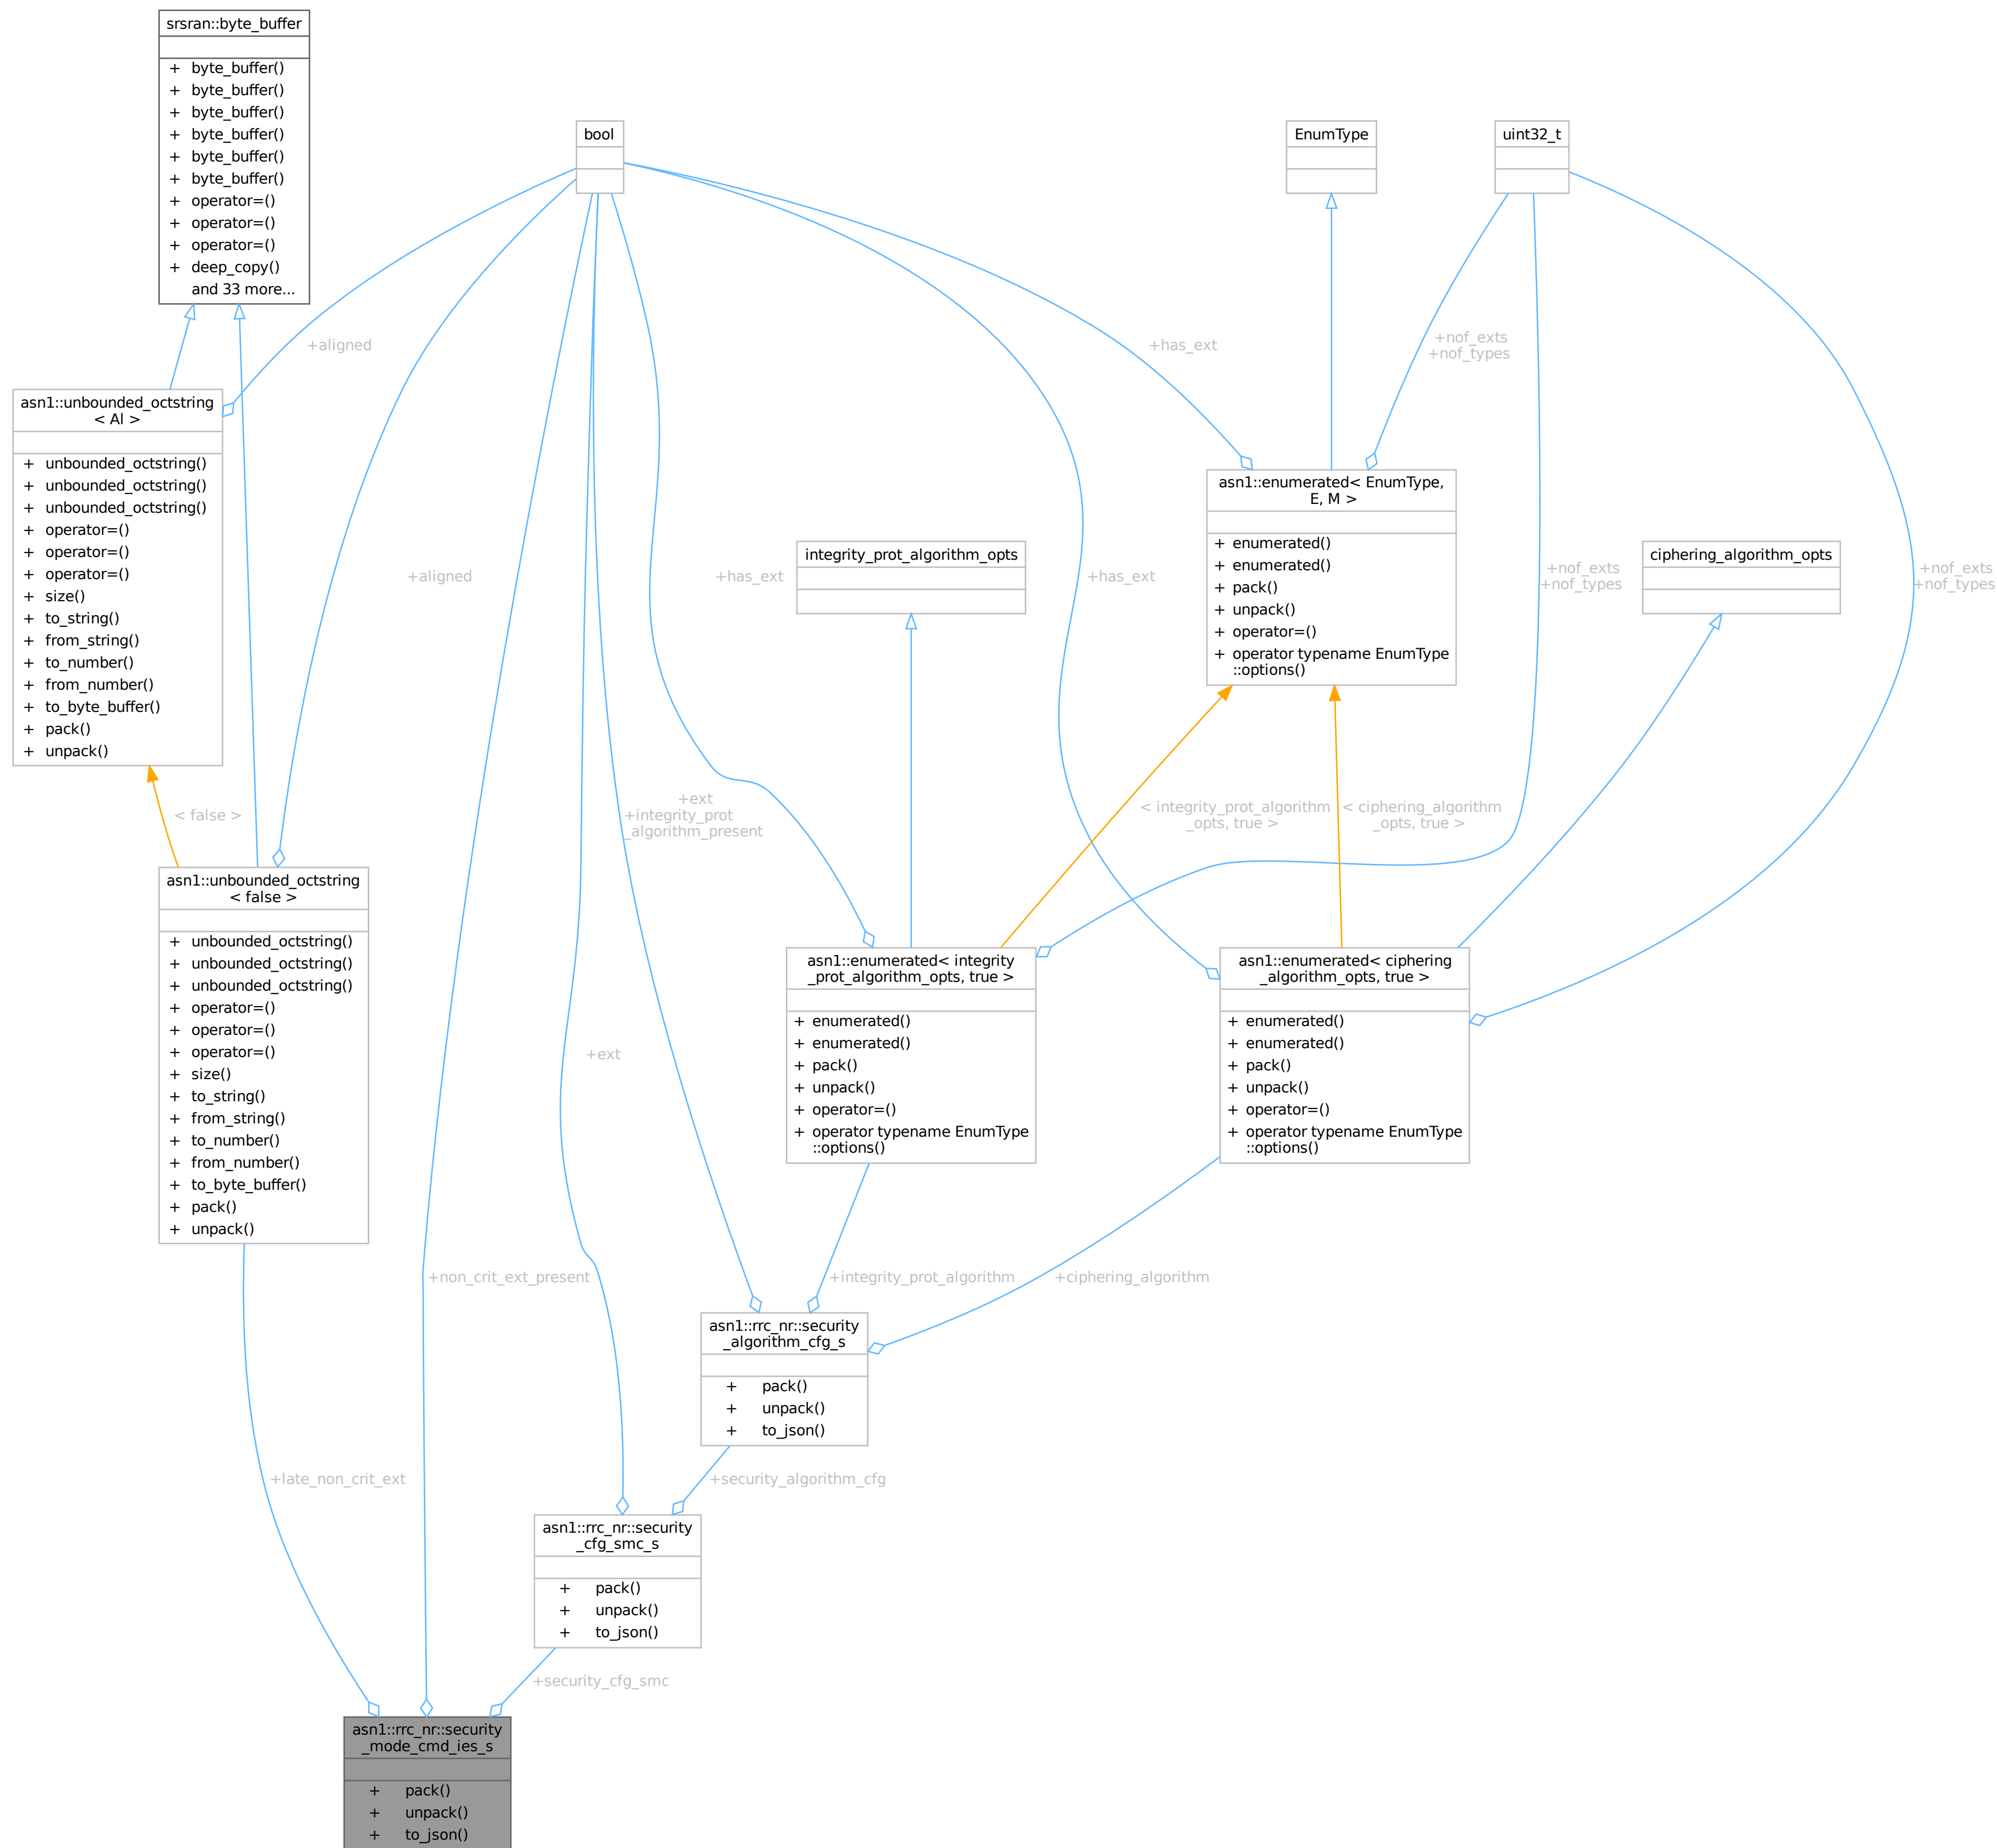 srsran::byte_buffer
+ byte_buffer()
+ byte_buffer()
+ byte_buffer()
+ byte_buffer()
+ byte_buffer()
+ byte_buffer()
+ operator=()
+ operator=()
+ operator=()
+ deep_copy()
and 33 more...
bool
EnumType
uint32_t
+aligned
+has_ext
+nof_exts
+nof_types
asn1::unbounded_octstring
< Al >
+ unbounded_octstring()
+ unbounded_octstring()
+ unbounded_octstring()
+ operator=()
+ operator=()
+ operator=()
+ size()
+ to_string()
+ from_string()
+ to_number()
+ from_number()
+ to_byte_buffer()
+ pack()
+ unpack()
asn1::enumerated< EnumType,
E, M >
+ enumerated()
+ enumerated()
+ pack()
+ unpack()
+ operator=()
+ operator typename EnumType
::options()
+aligned
+has_ext
integrity_prot_algorithm_opts
+has_ext
+nof_exts
+nof_types
ciphering_algorithm_opts
+nof_exts
+nof_types
< false >
+ext
+integrity_prot
_algorithm_present
< integrity_prot_algorithm
_opts, true >
< ciphering_algorithm
_opts, true >
asn1::unbounded_octstring
< false >
+ unbounded_octstring()
+ unbounded_octstring()
+ unbounded_octstring()
+ operator=()
+ operator=()
+ operator=()
+ size()
+ to_string()
+ from_string()
+ to_number()
+ from_number()
+ to_byte_buffer()
+ pack()
+ unpack()
+ext
asn1::enumerated< integrity
_prot_algorithm_opts, true >
+ enumerated()
+ enumerated()
+ pack()
+ unpack()
+ operator=()
+ operator typename EnumType
::options()
asn1::enumerated< ciphering
_algorithm_opts, true >
+ enumerated()
+ enumerated()
+ pack()
+ unpack()
+ operator=()
+ operator typename EnumType
::options()
+non_crit_ext_present
+integrity_prot_algorithm
+ciphering_algorithm
asn1::rrc_nr::security
_algorithm_cfg_s
+ pack()
+ unpack()
+ to_json()
+late_non_crit_ext
+security_algorithm_cfg
asn1::rrc_nr::security
_cfg_smc_s
+ pack()
+ unpack()
+ to_json()
+security_cfg_smc
asn1::rrc_nr::security
_mode_cmd_ies_s
+ pack()
+ unpack()
+ to_json()